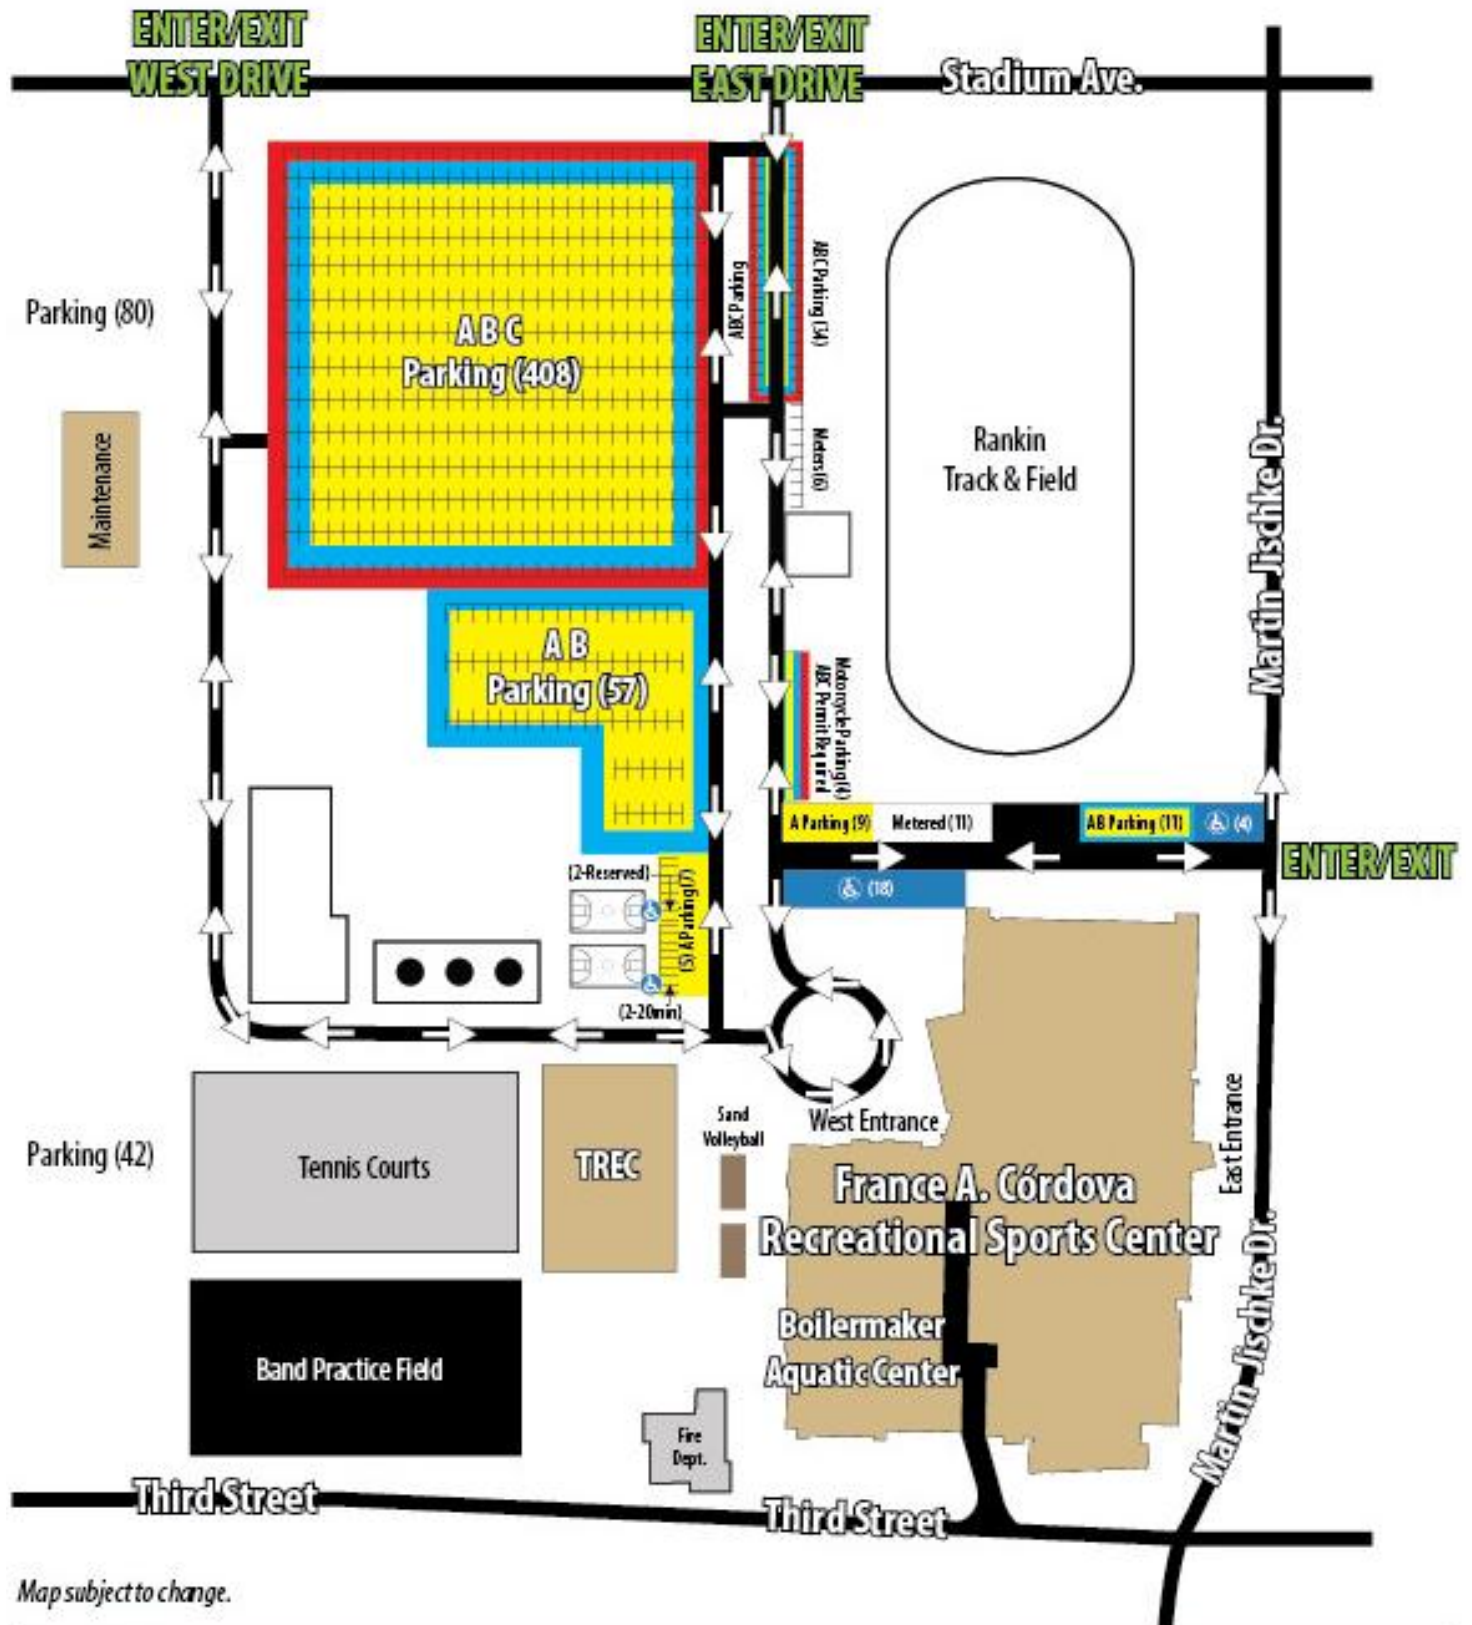 ENTER/EXIT
WEST DRIVE
ENTER/EXIT
EAST DRIVE
Stadium Ave.
Parking (80)
A B C
Parking (408)
ABC Parking
ABC Parking (34)
Meters (6)
Rankin
Track & Field
Martin Jischke Dr.
Maintenance
A B
Parking (57)
Motorcycle Parking (4)
ABC Permit Required
A Parking (9)
Metered (11)
AB Parking (11)
(4)
ENTER/EXIT
(18)
(2-Reserved)
(5) A Parking (7)
(2-20min)
West Entrance
East Entrance
Sand
Volleyball
Parking (42)
Tennis Courts
TREC
France A. Córdova
Recreational Sports Center
Boilermaker
Aquatic Center
Martin Jischke Dr.
Band Practice Field
Fire
Dept.
Third Street
Third Street
Map subject to change.